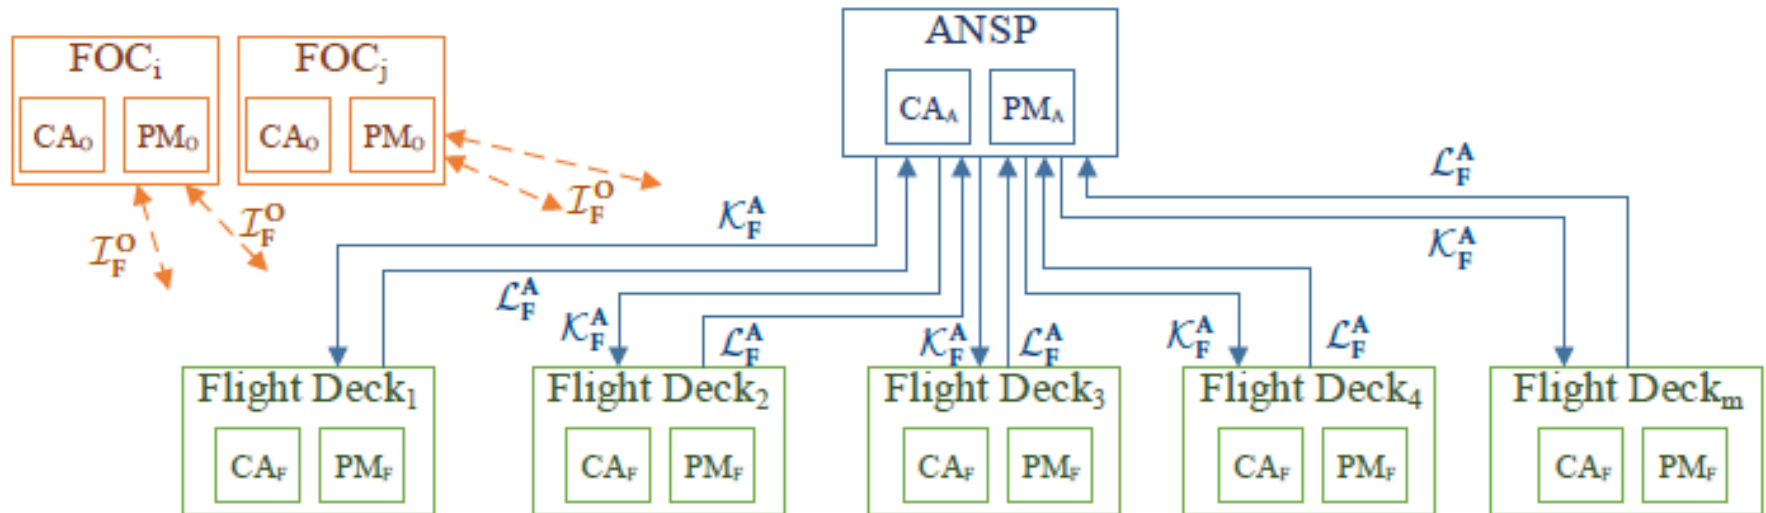 FOCi
CAO PMO
FOCj
CAO PMO
ANSP
CAA PMA
𝓘FO
𝓘FO
𝓘FO
𝓚FA
𝓛FA
𝓚FA
𝓛FA
𝓚FA
𝓛FA
𝓚FA
𝓛FA
𝓛FA
𝓚FA
Flight Deck1
CAF PMF
Flight Deck2
CAF PMF
Flight Deck3
CAF PMF
Flight Deck4
CAF PMF
Flight Deckm
CAF PMF